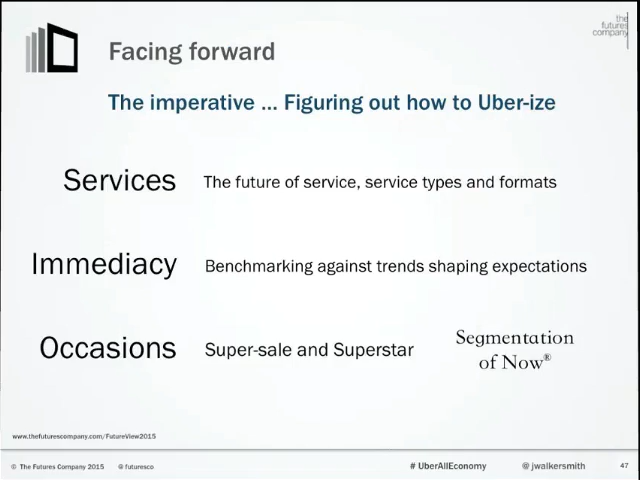 the
futures
company
Facing forward
The imperative ... Figuring out how to Uber-ize
Services The future of service, service types and formats
Immediacy Benchmarking against trends shaping expectations
Occasions Super-sale and Superstar
Segmentation
of Now®
www.thefuturescompany.com/FutureView2015
© The Futures Company 2015 @futuresco # UberAllEconomy @jwalkersmith 47